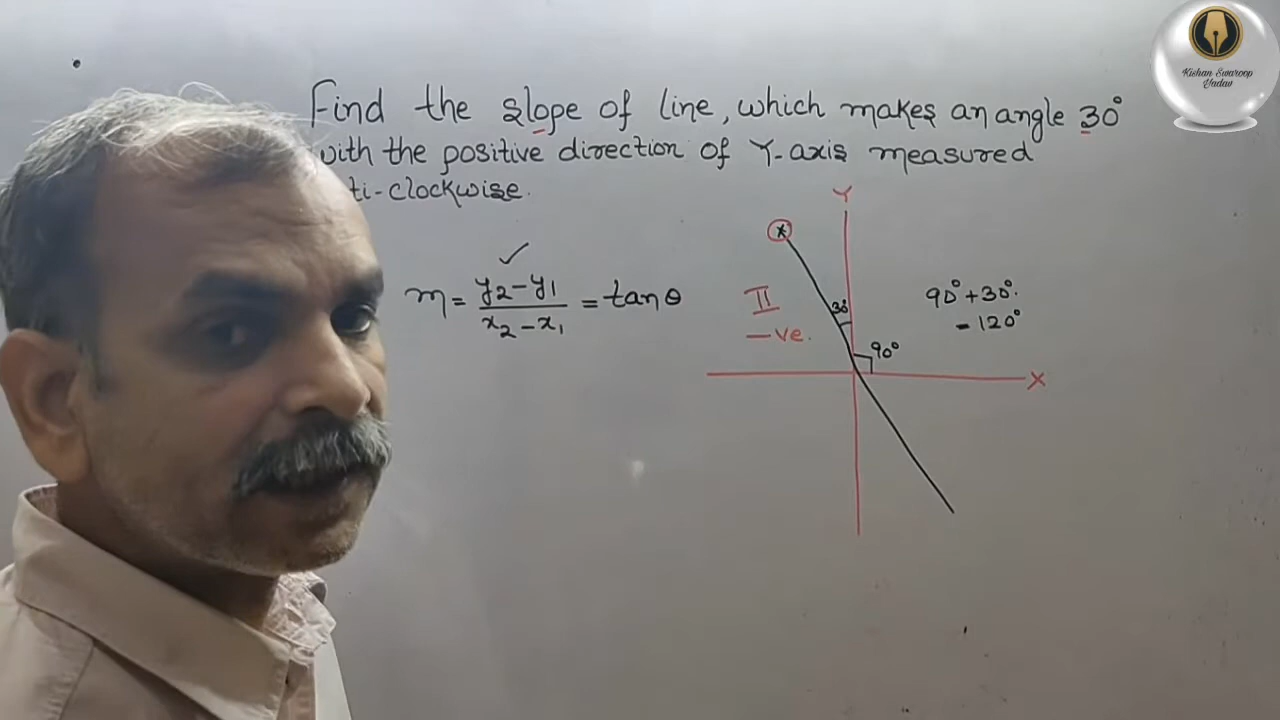 Find the slope of line, which makes an angle 30°
with the positive direction of Y-axis measured
ti-clockwise.
m = y2-y1 / x2-x1 = tan θ
Y
*
II
-ve.
30
90°
90°+30°.
= 120°
X
Kishan Swaroop
Yadav